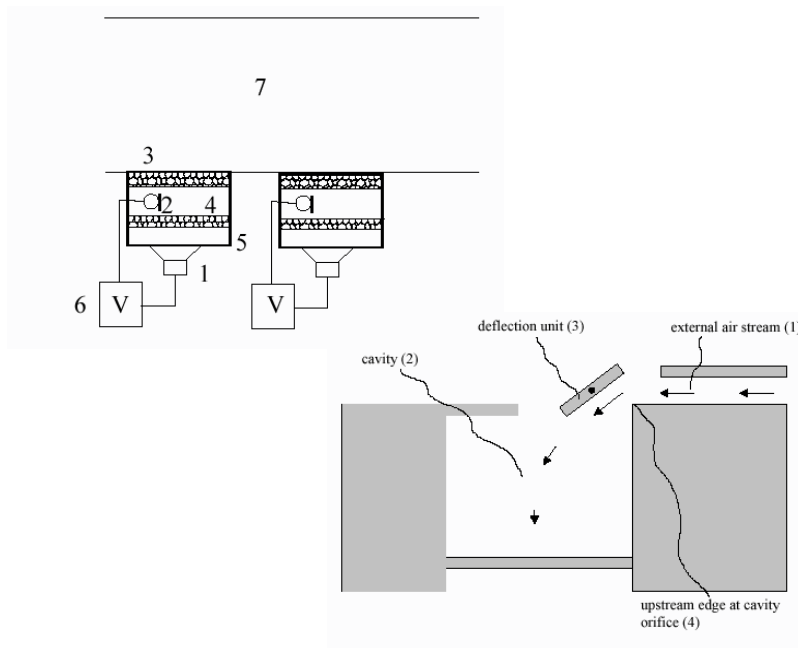 7
3
2 4
5
1
6 V V
deflection unit (3)
external air stream (1)
cavity (2)
upstream edge at cavity
orifice (4)